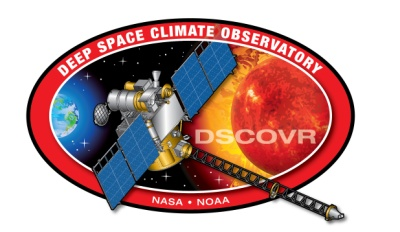 DEEP SPACE CLIMATE OBSERVATORY
DSCOVR
NASA • NOAA